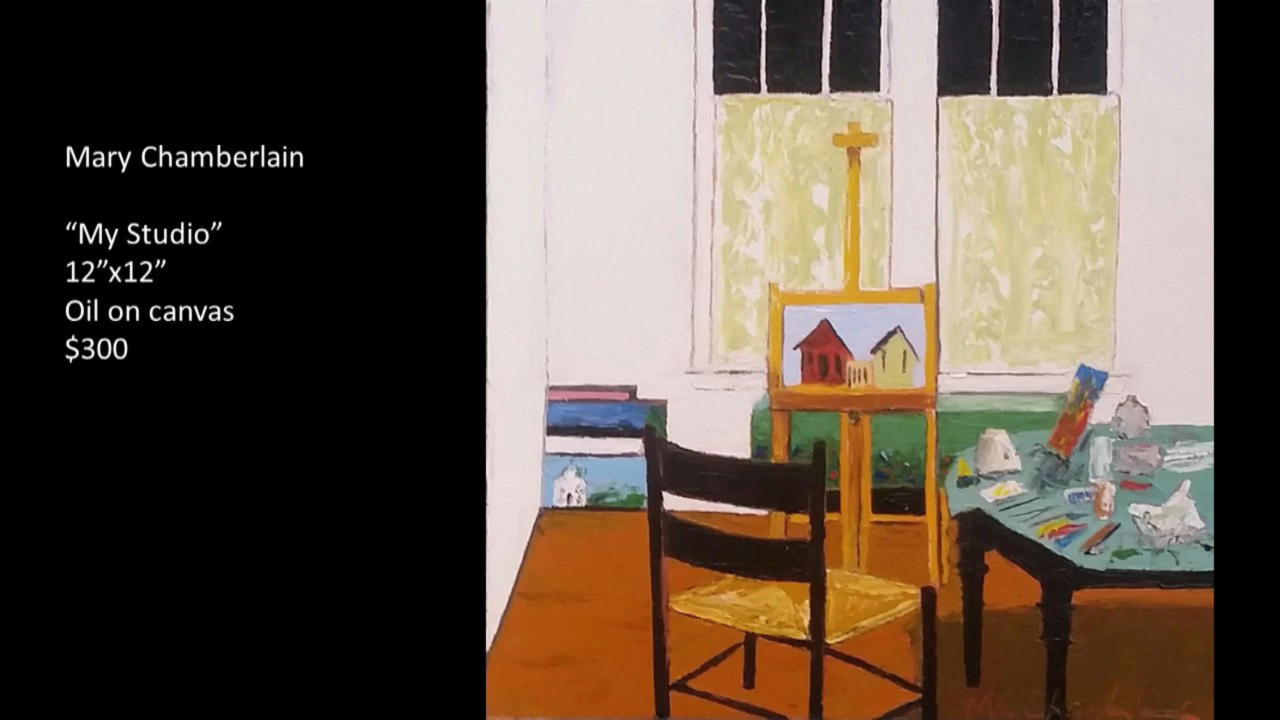 Mary Chamberlain
“My Studio”
12”x12”
Oil on canvas
$300